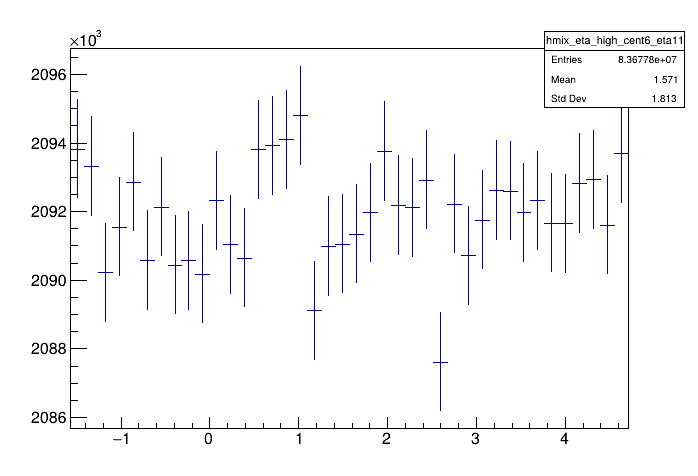 ×10³
hmix_eta_high_cent6_eta11
Entries 8.36778e+07
Mean 1.571
Std Dev 1.813
2096
2094
2092
2090
2088
2086
−1 0 1 2 3 4